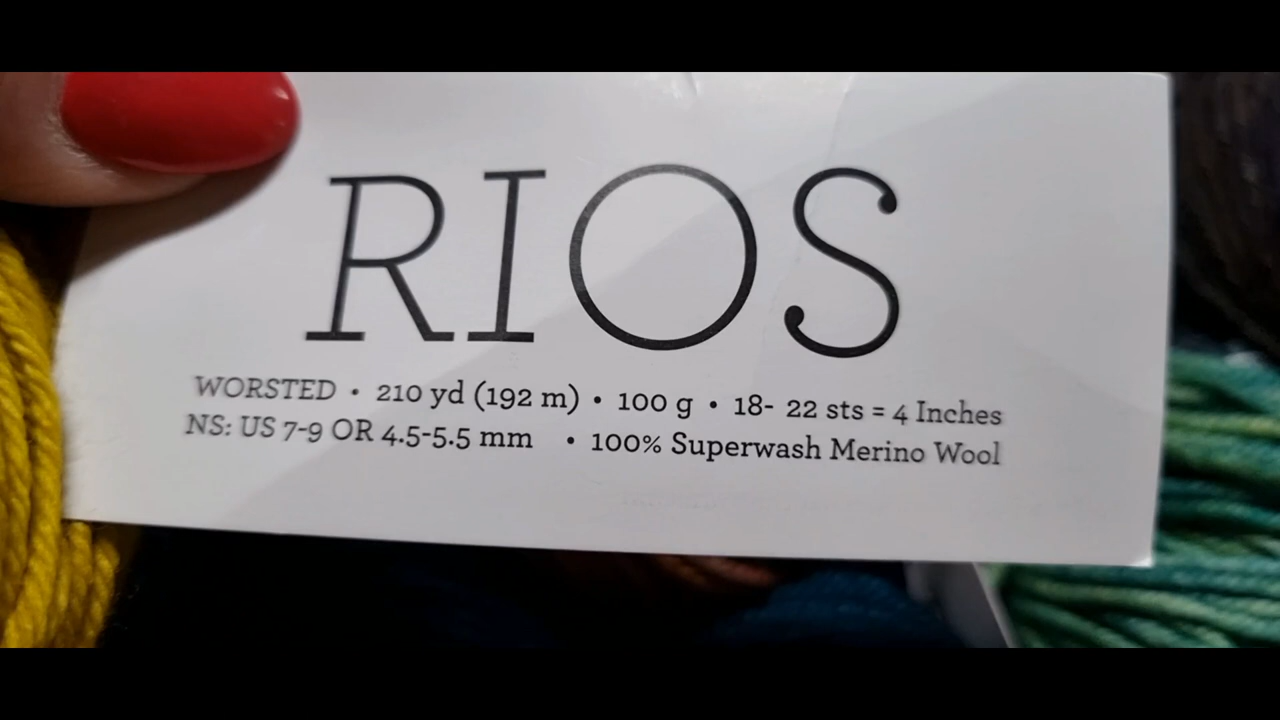 RIOS
WORSTED • 210 yd (192 m) • 100 g • 18- 22 sts = 4 Inches
NS: US 7-9 OR 4.5-5.5 mm • 100% Superwash Merino Wool